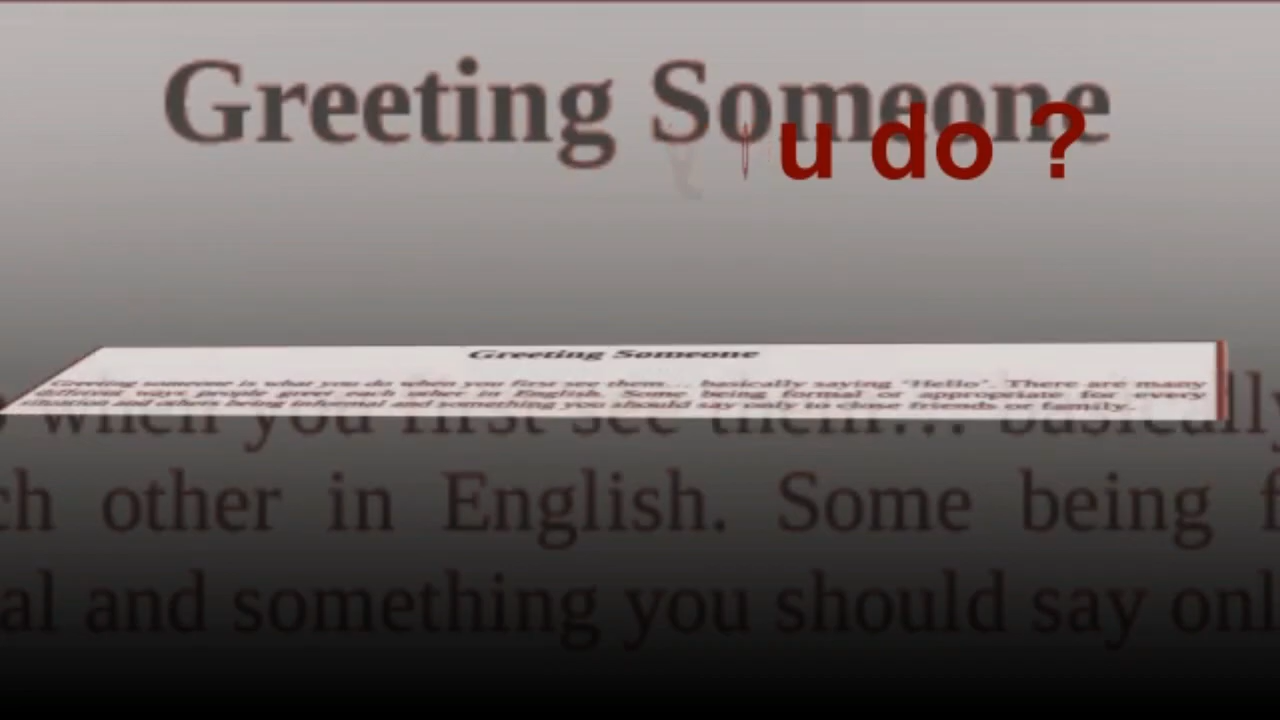 Greeting Someone
u do ?
Greeting Someone
Greeting someone is what you do when you first see them... basically saying 'Hello'. There are many
different ways people greet each other in English. Some being formal or appropriate for every
situation and others being informal and something you should say only to close friends or family.
when you first see them... basically
ch other in English. Some being f
al and something you should say onl